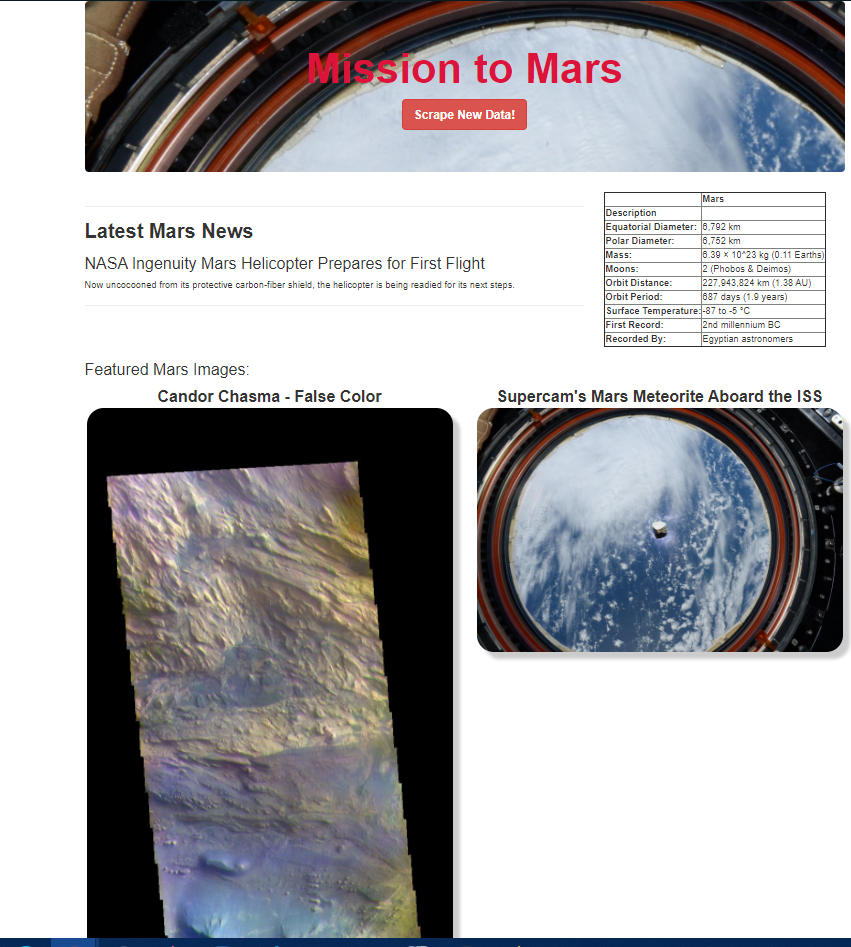 Mission to Mars
Scrape New Data!
Latest Mars News
NASA Ingenuity Mars Helicopter Prepares for First Flight
Now uncocooned from its protective carbon-fiber shield, the helicopter is being readied for its next steps.
Mars
Description
Equatorial Diameter: 6,792 km
Polar Diameter: 6,752 km
Mass: 6.39 × 10^23 kg (0.11 Earths)
Moons: 2 (Phobos & Deimos)
Orbit Distance: 227,943,824 km (1.38 AU)
Orbit Period: 687 days (1.9 years)
Surface Temperature: -87 to -5 °C
First Record: 2nd millennium BC
Recorded By: Egyptian astronomers
Featured Mars Images:
Candor Chasma - False Color
Supercam's Mars Meteorite Aboard the ISS